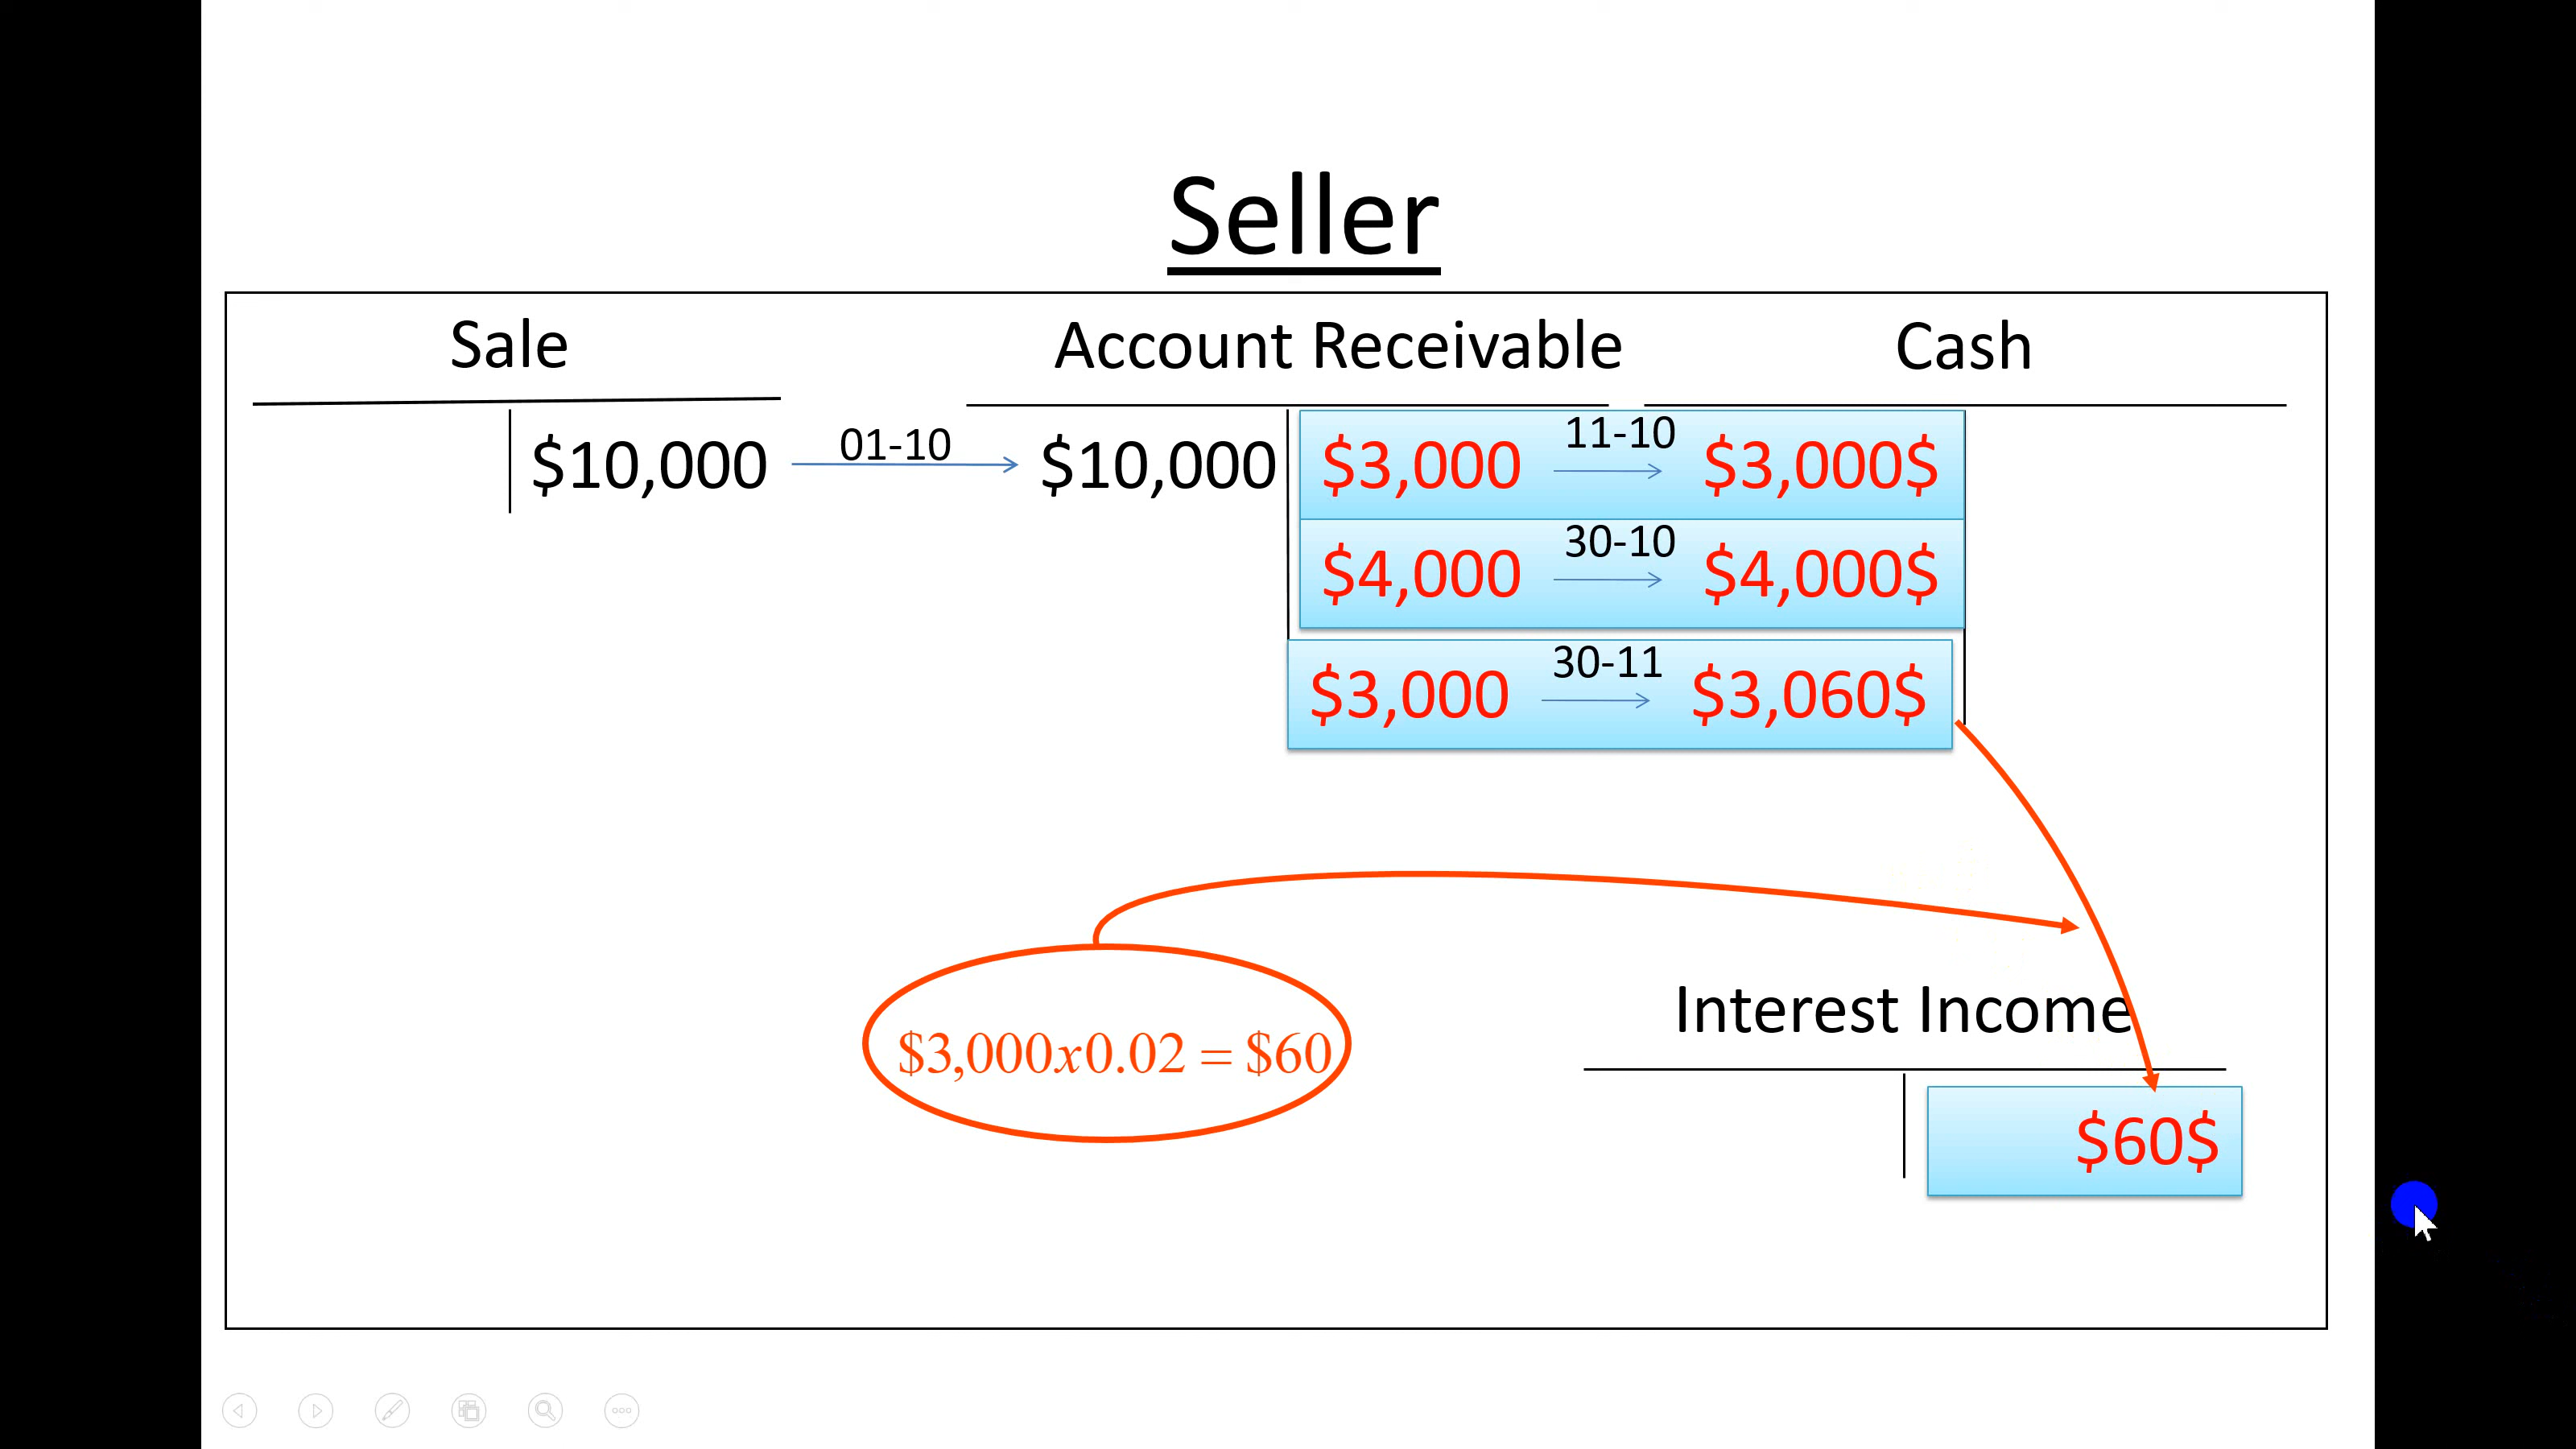 Seller
Sale Account Receivable Cash
$10,000 01-10 $10,000 $3,000 11-10 $3,000$
$4,000 30-10 $4,000$
$3,000 30-11 $3,060$
$3,000x0.02 = $60
Interest Income
$60$